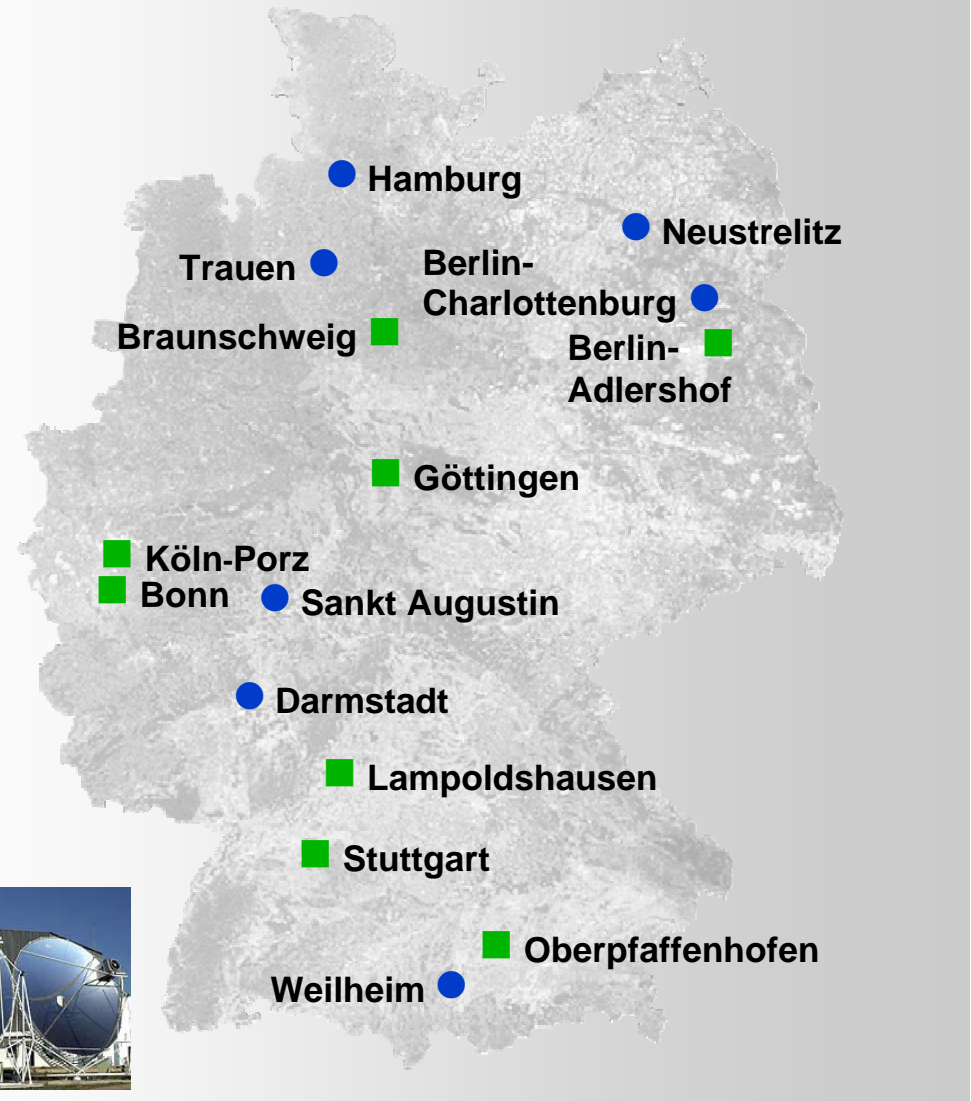 Hamburg
Neustrelitz
Trauen
Berlin-
Charlottenburg
Braunschweig
Berlin-
Adlershof
Göttingen
Köln-Porz
Bonn
Sankt Augustin
Darmstadt
Lampoldshausen
Stuttgart
Oberpfaffenhofen
Weilheim